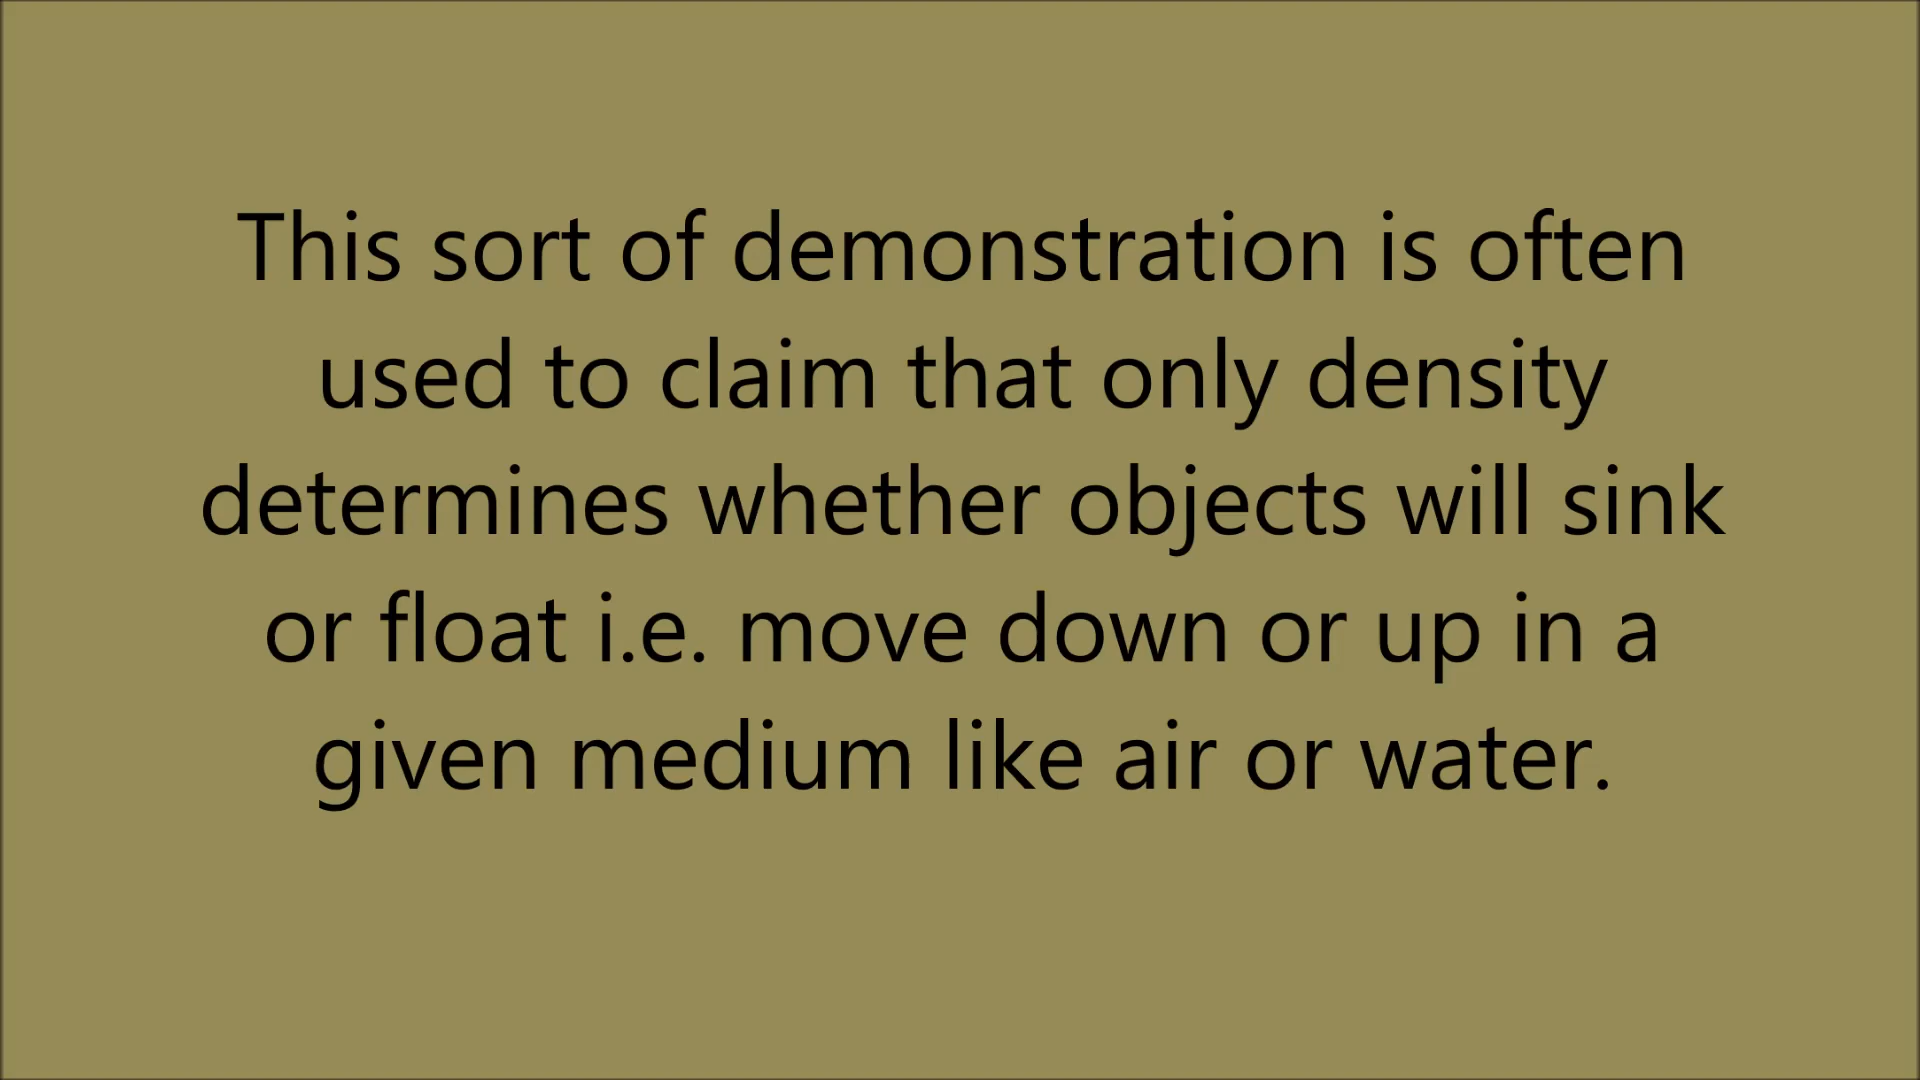 This sort of demonstration is often
used to claim that only density
determines whether objects will sink
or float i.e. move down or up in a
given medium like air or water.